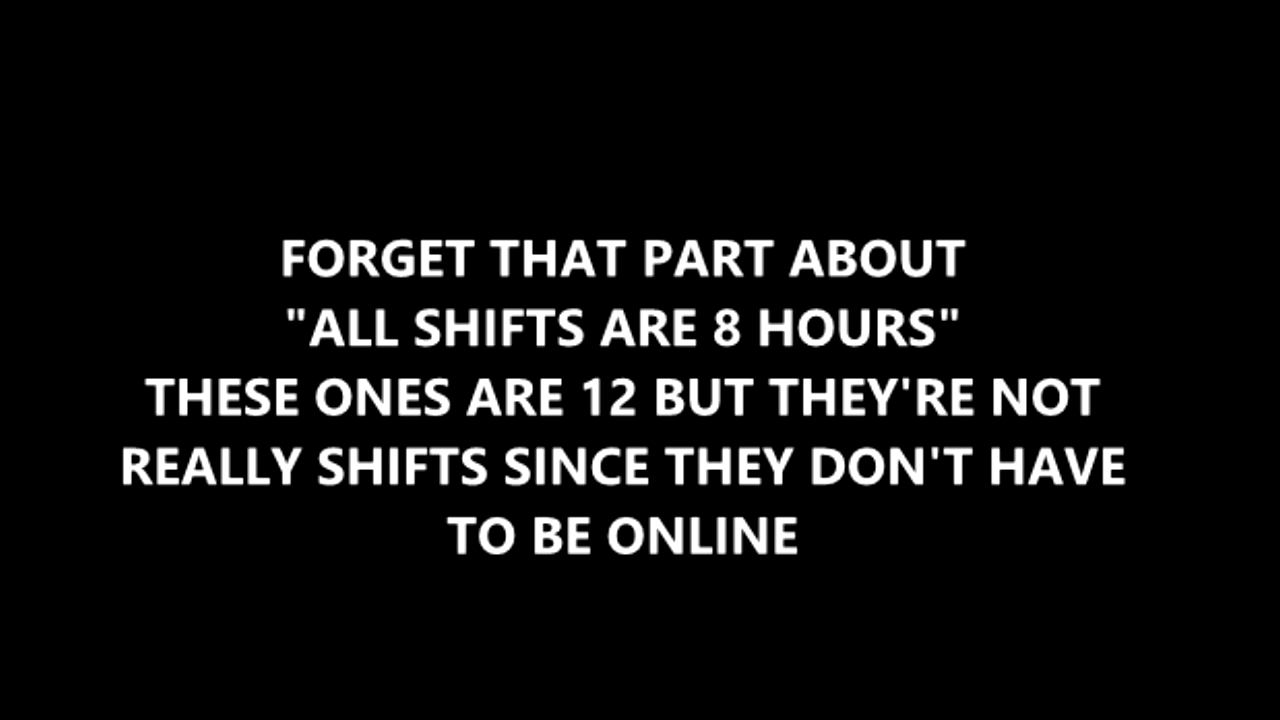 FORGET THAT PART ABOUT
"ALL SHIFTS ARE 8 HOURS"
THESE ONES ARE 12 BUT THEY'RE NOT
REALLY SHIFTS SINCE THEY DON'T HAVE
TO BE ONLINE